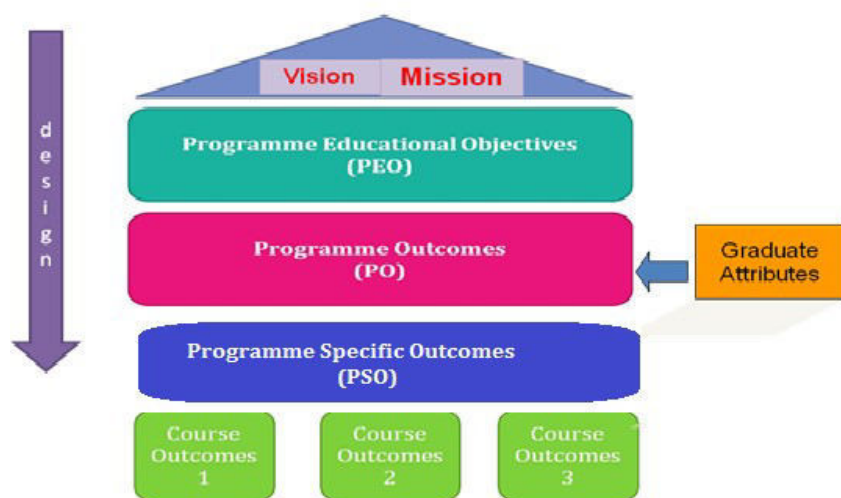 Vision Mission
design
Programme Educational Objectives
(PEO)
Programme Outcomes
(PO)
Graduate
Attributes
Programme Specific Outcomes
(PSO)
Course
Outcomes
1
Course
Outcomes
2
Course
Outcomes
3